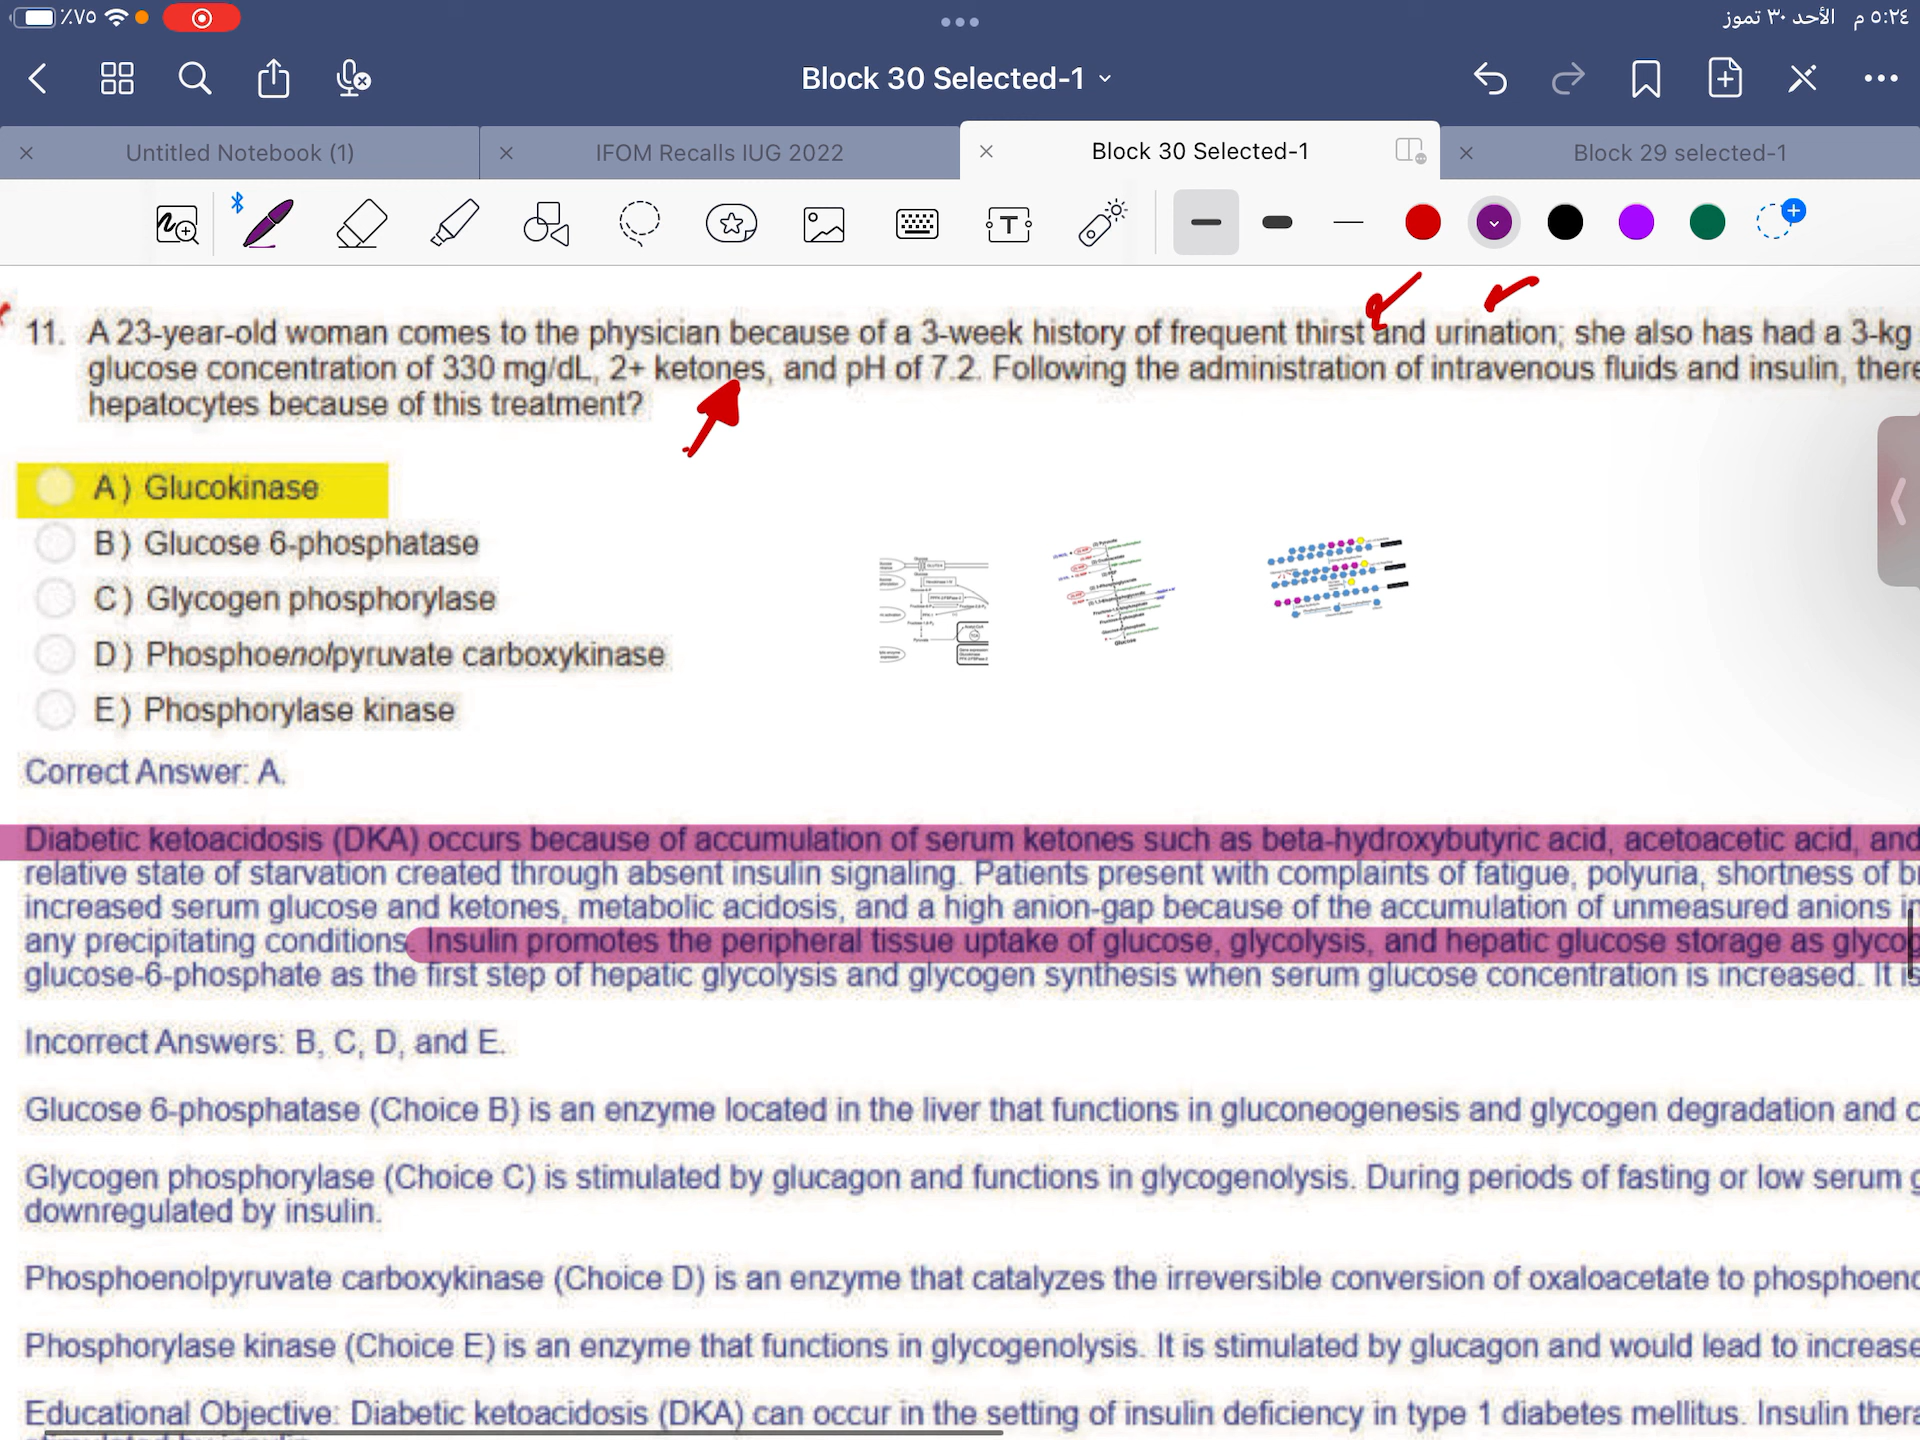 ٪٧٥
٥:٢٤ م الأحد ٣٠ تموز
Block 30 Selected-1
Untitled Notebook (1)
IFOM Recalls IUG 2022
Block 30 Selected-1
Block 29 selected-1
11. A 23-year-old woman comes to the physician because of a 3-week history of frequent thirst and urination; she also has had a 3-kg
glucose concentration of 330 mg/dL, 2+ ketones, and pH of 7.2. Following the administration of intravenous fluids and insulin, there
hepatocytes because of this treatment?
A) Glucokinase
B) Glucose 6-phosphatase
C) Glycogen phosphorylase
D) Phosphoenolpyruvate carboxykinase
E) Phosphorylase kinase
Correct Answer: A.
Diabetic ketoacidosis (DKA) occurs because of accumulation of serum ketones such as beta-hydroxybutyric acid, acetoacetic acid, and
relative state of starvation created through absent insulin signaling. Patients present with complaints of fatigue, polyuria, shortness of
increased serum glucose and ketones, metabolic acidosis, and a high anion-gap because of the accumulation of unmeasured anions
any precipitating conditions. Insulin promotes the peripheral tissue uptake of glucose, glycolysis, and hepatic glucose storage as
glucose-6-phosphate as the first step of hepatic glycolysis and glycogen synthesis when serum glucose concentration is increased. It
Incorrect Answers: B, C, D, and E.
Glucose 6-phosphatase (Choice B) is an enzyme located in the liver that functions in gluconeogenesis and glycogen degradation and
Glycogen phosphorylase (Choice C) is stimulated by glucagon and functions in glycogenolysis. During periods of fasting or low serum
downregulated by insulin.
Phosphoenolpyruvate carboxykinase (Choice D) is an enzyme that catalyzes the irreversible conversion of oxaloacetate to
Phosphorylase kinase (Choice E) is an enzyme that functions in glycogenolysis. It is stimulated by glucagon and would lead to
Educational Objective: Diabetic ketoacidosis (DKA) can occur in the setting of insulin deficiency in type 1 diabetes mellitus. Insulin